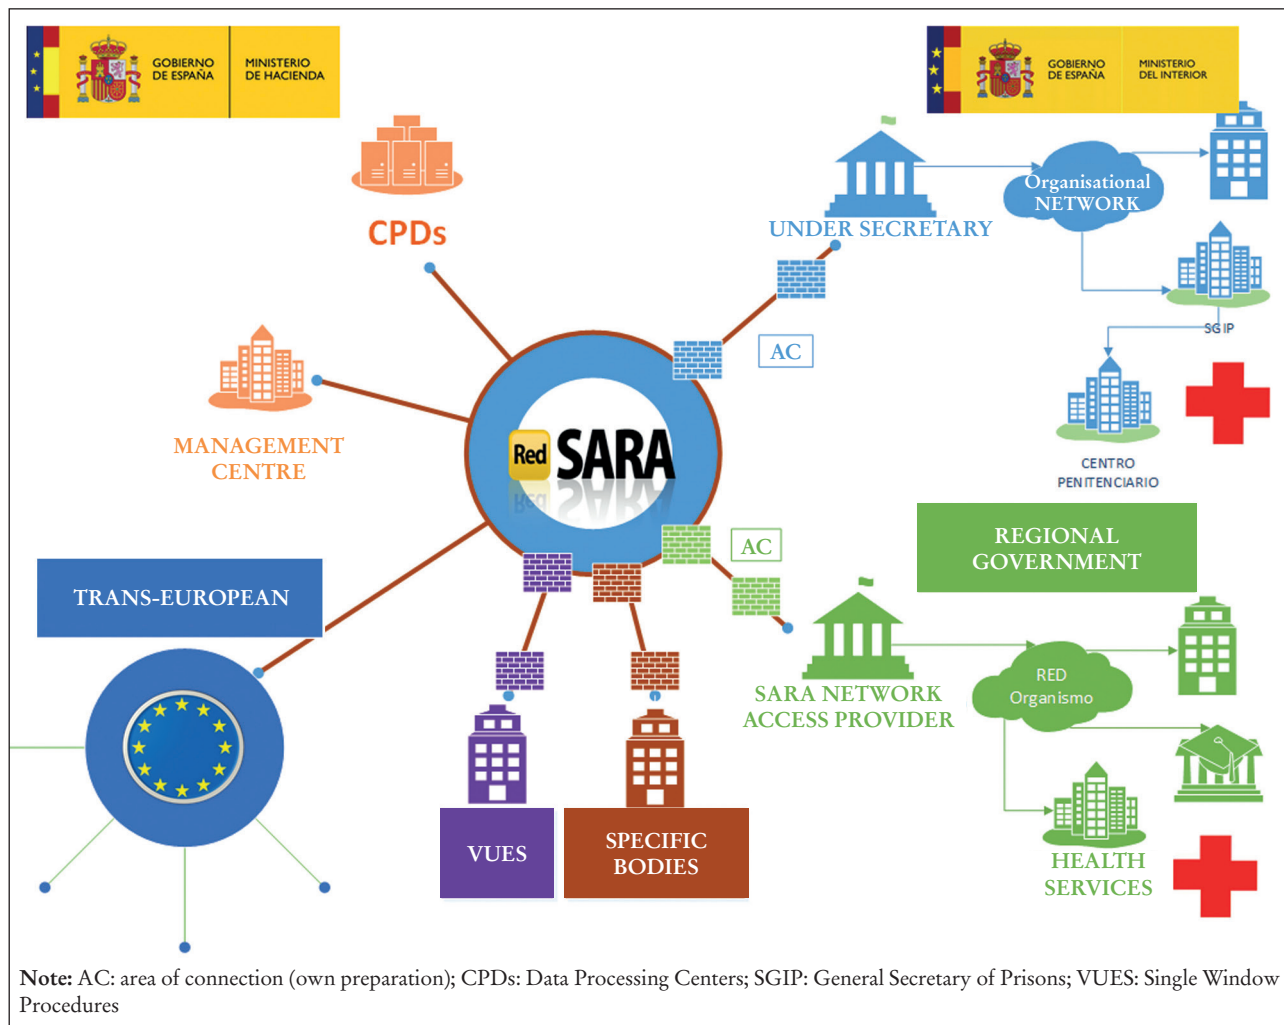 GOBIERNO
DE ESPAÑA
MINISTERIO
DE HACIENDA
GOBIERNO
DE ESPAÑA
MINISTERIO
DEL INTERIOR
CPDs
UNDER SECRETARY
Organisational
NETWORK
AC
SGIP
MANAGEMENT
CENTRE
Red SARA
CENTRO
PENITENCIARIO
TRANS-EUROPEAN
AC
REGIONAL
GOVERNMENT
SARA NETWORK
ACCESS PROVIDER
RED
Organismo
VUES
SPECIFIC
BODIES
HEALTH
SERVICES
Note: AC: area of connection (own preparation); CPDs: Data Processing Centers; SGIP: General Secretary of Prisons; VUES: Single Window
Procedures